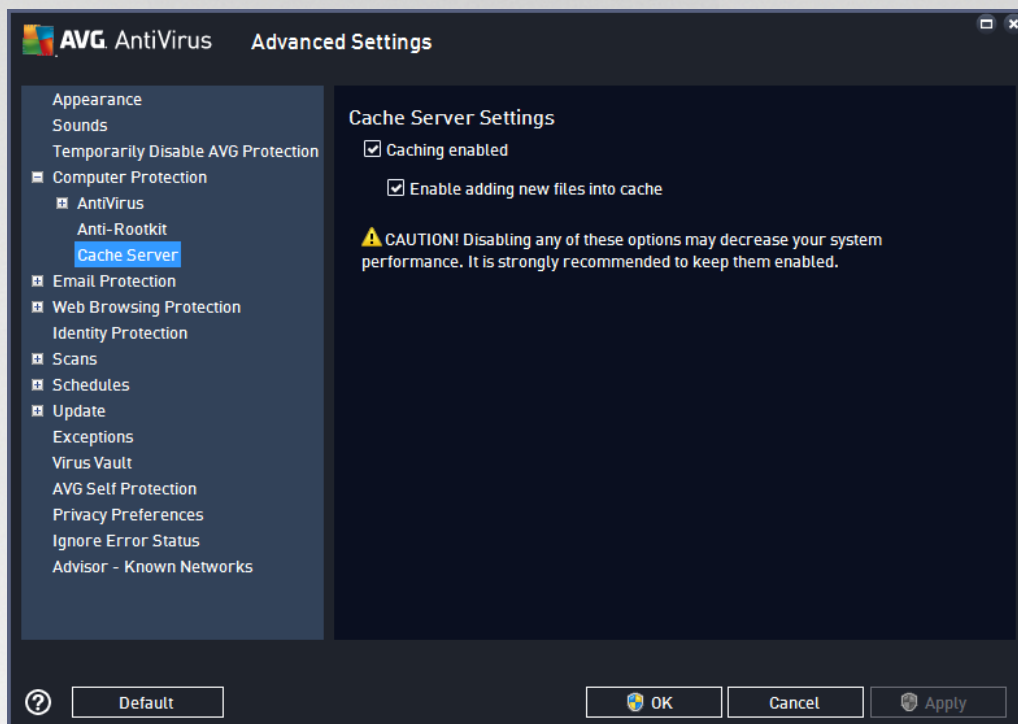 AVG. AntiVirus Advanced Settings
Appearance
Sounds
Temporarily Disable AVG Protection
Computer Protection
AntiVirus
Anti-Rootkit
Cache Server
Email Protection
Web Browsing Protection
Identity Protection
Scans
Schedules
Update
Exceptions
Virus Vault
AVG Self Protection
Privacy Preferences
Ignore Error Status
Advisor - Known Networks
Cache Server Settings
Caching enabled
Enable adding new files into cache
CAUTION! Disabling any of these options may decrease your system
performance. It is strongly recommended to keep them enabled.
? Default OK Cancel Apply